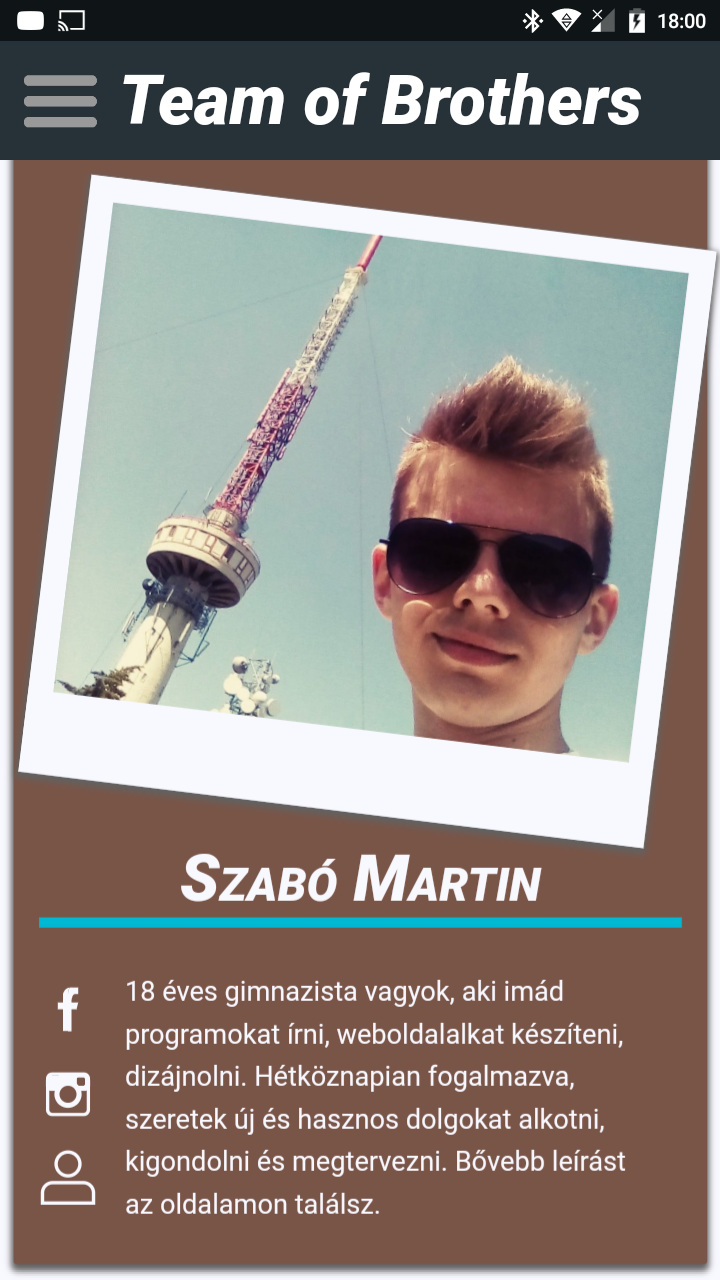 18:00
Team of Brothers
Szabó Martin
18 éves gimnazista vagyok, aki imád
programokat írni, weboldalalkat készíteni,
dizájnolni. Hétköznapian fogalmazva,
szeretek új és hasznos dolgokat alkotni,
kigondolni és megtervezni. Bővebb leírást
az oldalamon találsz.